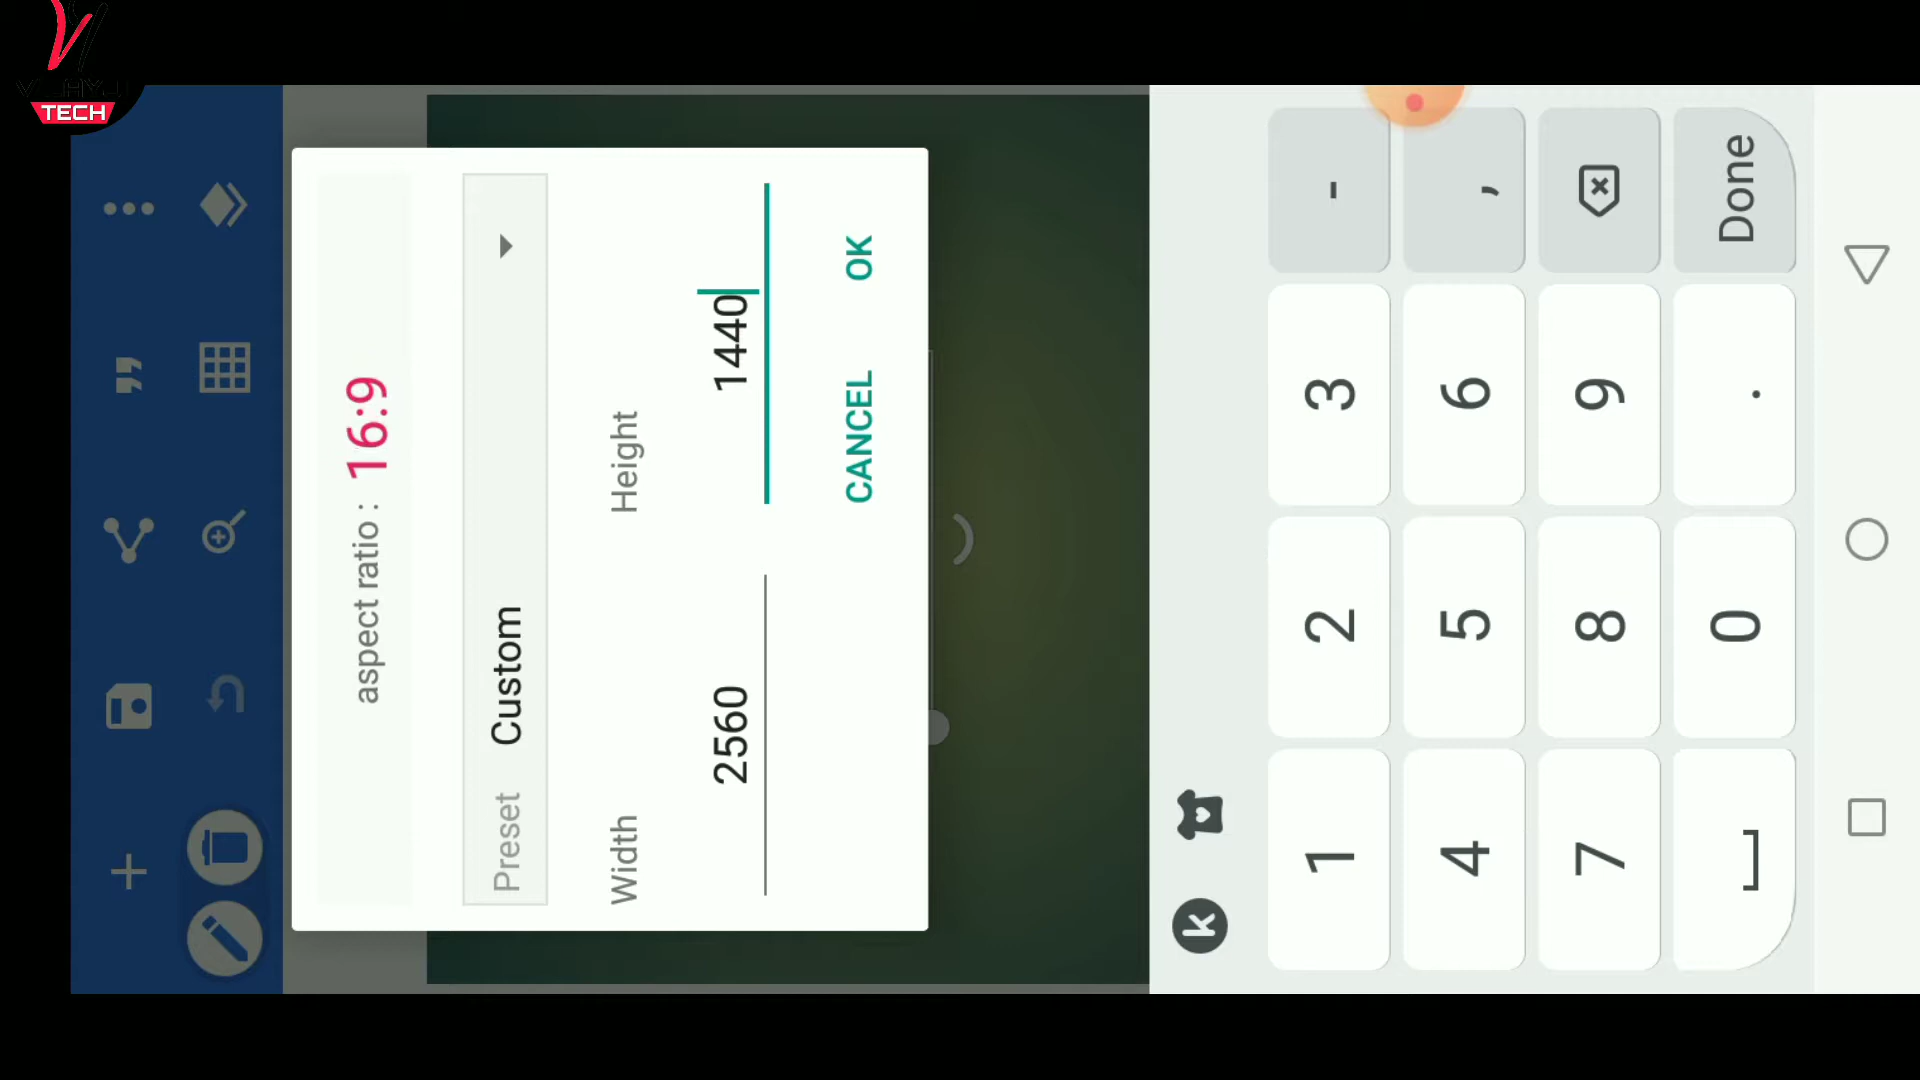 TECH
aspect ratio : 16:9
Preset Custom
Width Height
2560 1440
CANCEL OK
1 2 3 -
4 5 6 ,
7 8 9
0 . Done